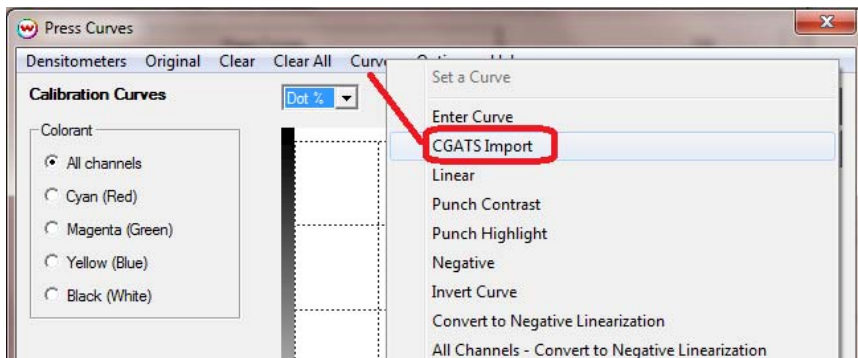 Press Curves
Densitometers Original Clear Clear All Curve
Calibration Curves
Dot %
Colorant
All channels
Cyan (Red)
Magenta (Green)
Yellow (Blue)
Black (White)
Set a Curve
Enter Curve
CGATS Import
Linear
Punch Contrast
Punch Highlight
Negative
Invert Curve
Convert to Negative Linearization
All Channels - Convert to Negative Linearization